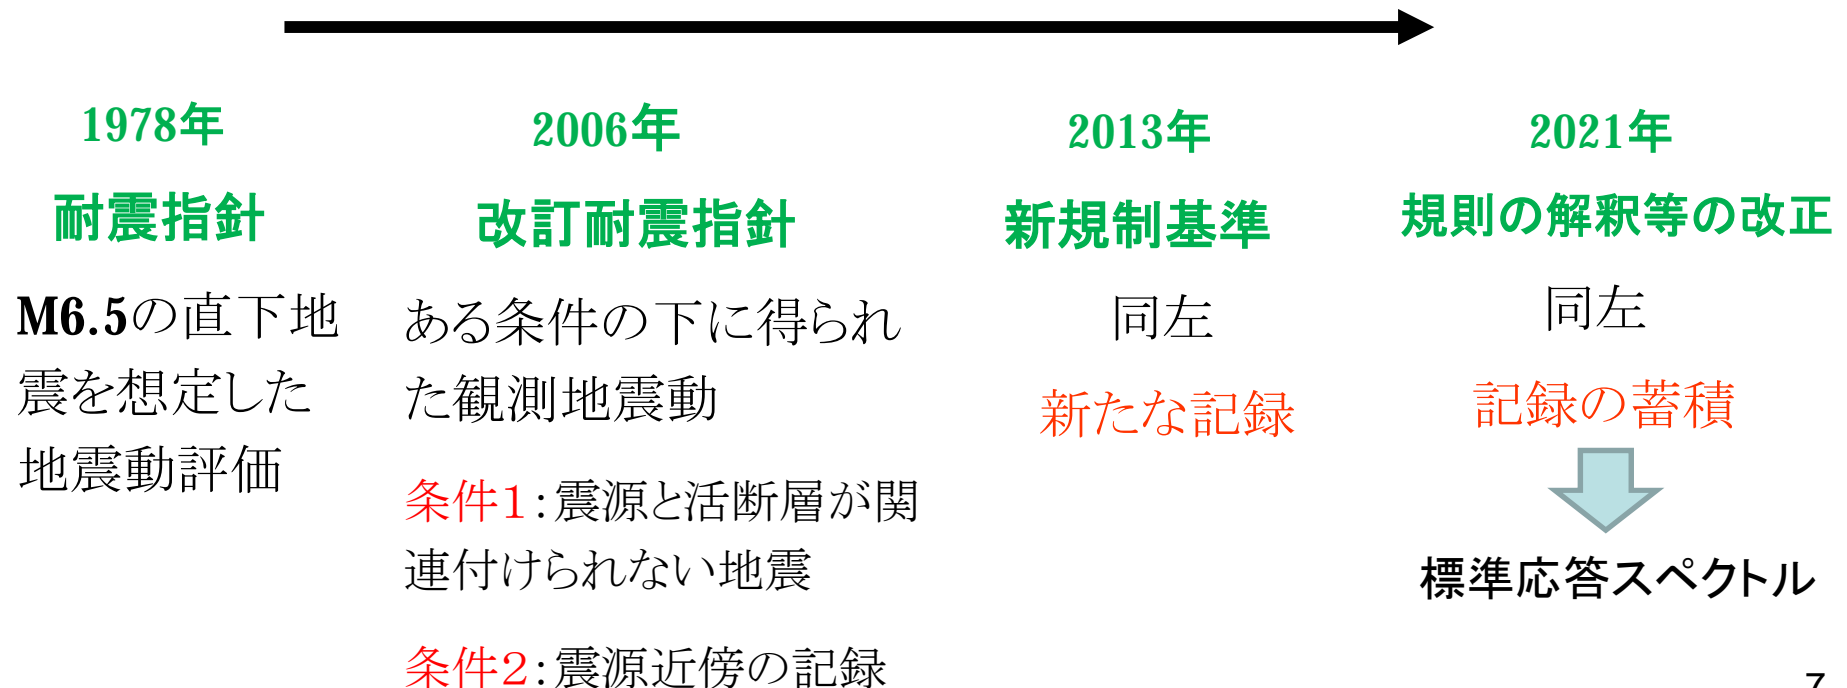 1978年
耐震指針
M6.5の直下地
震を想定した
地震動評価
2006年
改訂耐震指針
ある条件の下に得られ
た観測地震動
条件1:震源と活断層が関
連付けられない地震
条件2:震源近傍の記録
2013年
新規制基準
同左
新たな記録
2021年
規則の解釈等の改正
同左
記録の蓄積
標準応答スペクトル
7